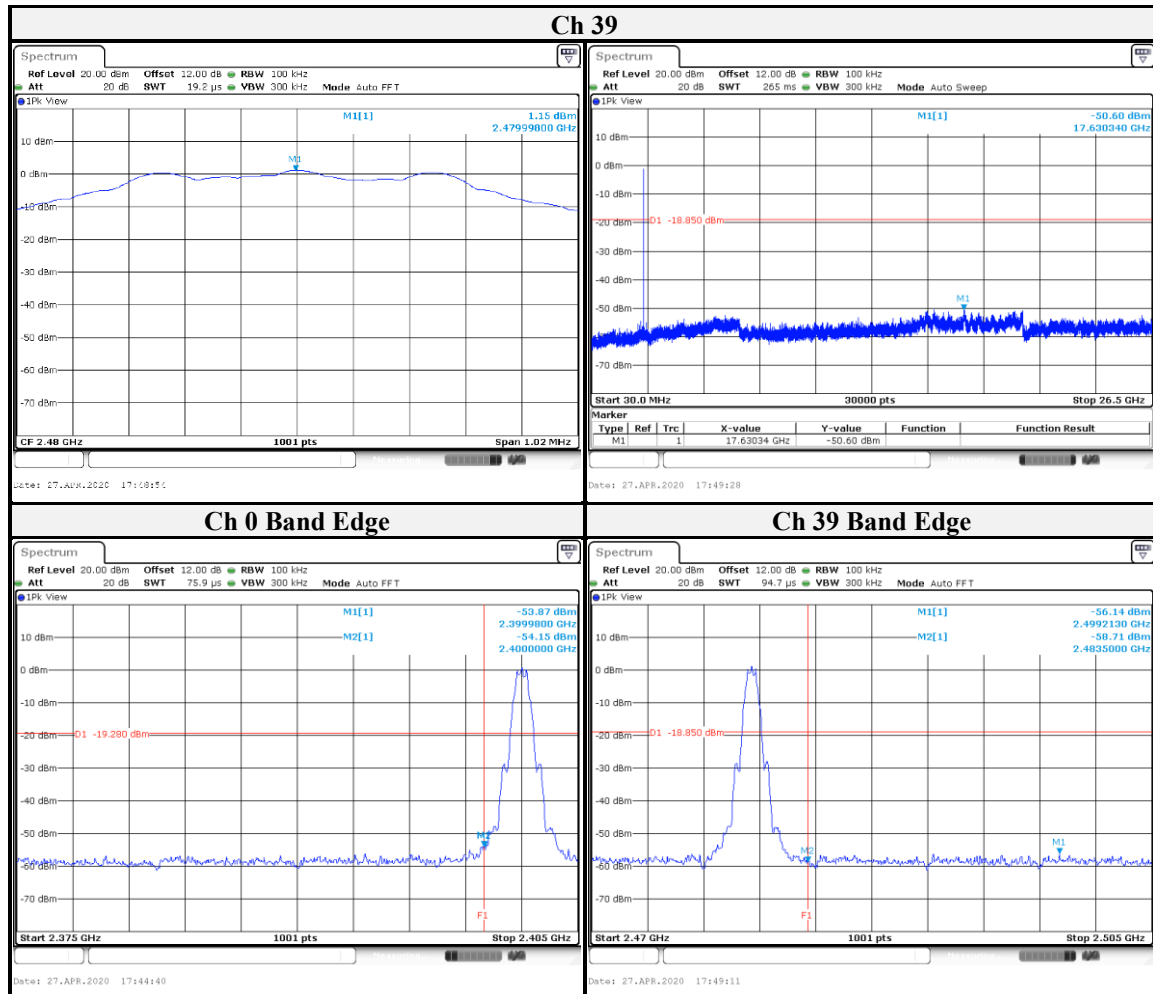 Ch 39
Spectrum
Ref Level 20.00 dBm Offset 12.00 dB RBW 100 kHz
Att 20 dB SWT 19.2 µs VBW 300 kHz Mode Auto FFT
1Pk View
M1[1] 1.15 dBm
2.47999800 GHz
10 dBm
M1
0 dBm
-10 dBm
-20 dBm
-30 dBm
-40 dBm
-50 dBm
-60 dBm
-70 dBm
CF 2.48 GHz 1001 pts Span 1.02 MHz
Date: 27.APR.2020 17:48:54
Spectrum
Ref Level 20.00 dBm Offset 12.00 dB RBW 100 kHz
Att 20 dB SWT 265 ms VBW 300 kHz Mode Auto Sweep
1Pk View
M1[1] -50.60 dBm
17.630340 GHz
10 dBm
0 dBm
-10 dBm
-20 dBm
D1 -18.850 dBm
-30 dBm
-40 dBm
M1
-50 dBm
-60 dBm
-70 dBm
Start 30.0 MHz 30000 pts Stop 26.5 GHz
Marker
Type Ref Trc X-value Y-value Function Function Result
M1 1 17.63034 GHz -50.60 dBm
Date: 27.APR.2020 17:49:28
Ch 0 Band Edge
Spectrum
Ref Level 20.00 dBm Offset 12.00 dB RBW 100 kHz
Att 20 dB SWT 75.9 µs VBW 300 kHz Mode Auto FFT
1Pk View
M1[1] -53.87 dBm
2.3999800 GHz
10 dBm
M2[1] -54.15 dBm
2.4000000 GHz
0 dBm
-10 dBm
-20 dBm
D1 -19.280 dBm
-30 dBm
-40 dBm
-50 dBm
-60 dBm
-70 dBm
F1
Start 2.375 GHz 1001 pts Stop 2.405 GHz
Date: 27.APR.2020 17:44:40
Ch 39 Band Edge
Spectrum
Ref Level 20.00 dBm Offset 12.00 dB RBW 100 kHz
Att 20 dB SWT 94.7 µs VBW 300 kHz Mode Auto FFT
1Pk View
M1[1] -56.14 dBm
2.4992130 GHz
10 dBm
M2[1] -58.71 dBm
2.4835000 GHz
0 dBm
-10 dBm
-20 dBm
D1 -18.850 dBm
-30 dBm
-40 dBm
-50 dBm
M2
M1
-60 dBm
-70 dBm
F1
Start 2.47 GHz 1001 pts Stop 2.505 GHz
Date: 27.APR.2020 17:49:11